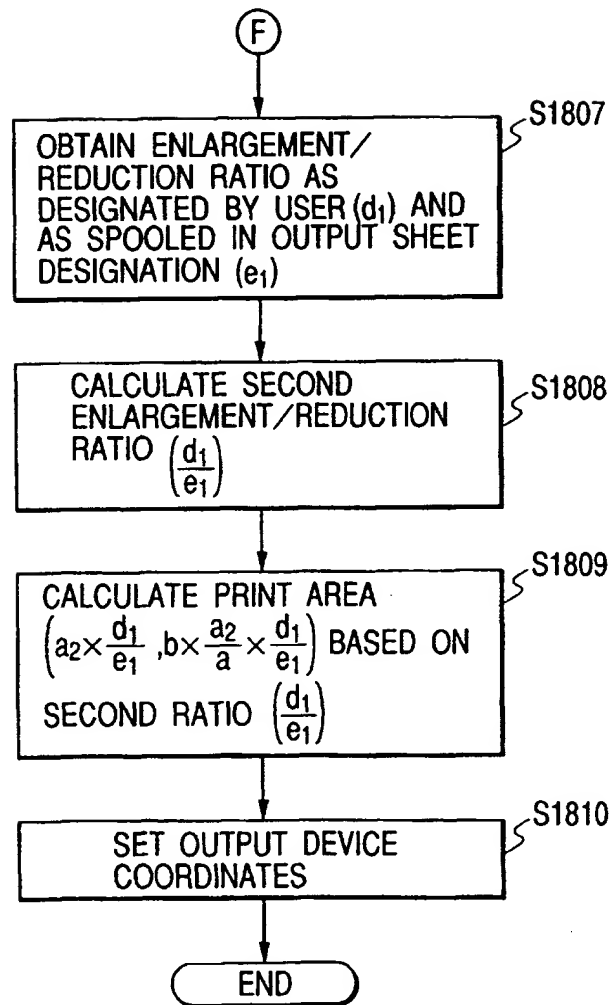 F
S1807
OBTAIN ENLARGEMENT/
REDUCTION RATIO AS
DESIGNATED BY USER (d₁) AND
AS SPOOLED IN OUTPUT SHEET
DESIGNATION (e₁)
S1808
CALCULATE SECOND
ENLARGEMENT/REDUCTION
RATIO (d₁/e₁)
S1809
CALCULATE PRINT AREA
(a₂ × d₁/e₁ , b × a₂/a × d₁/e₁) BASED ON
SECOND RATIO (d₁/e₁)
S1810
SET OUTPUT DEVICE
COORDINATES
END